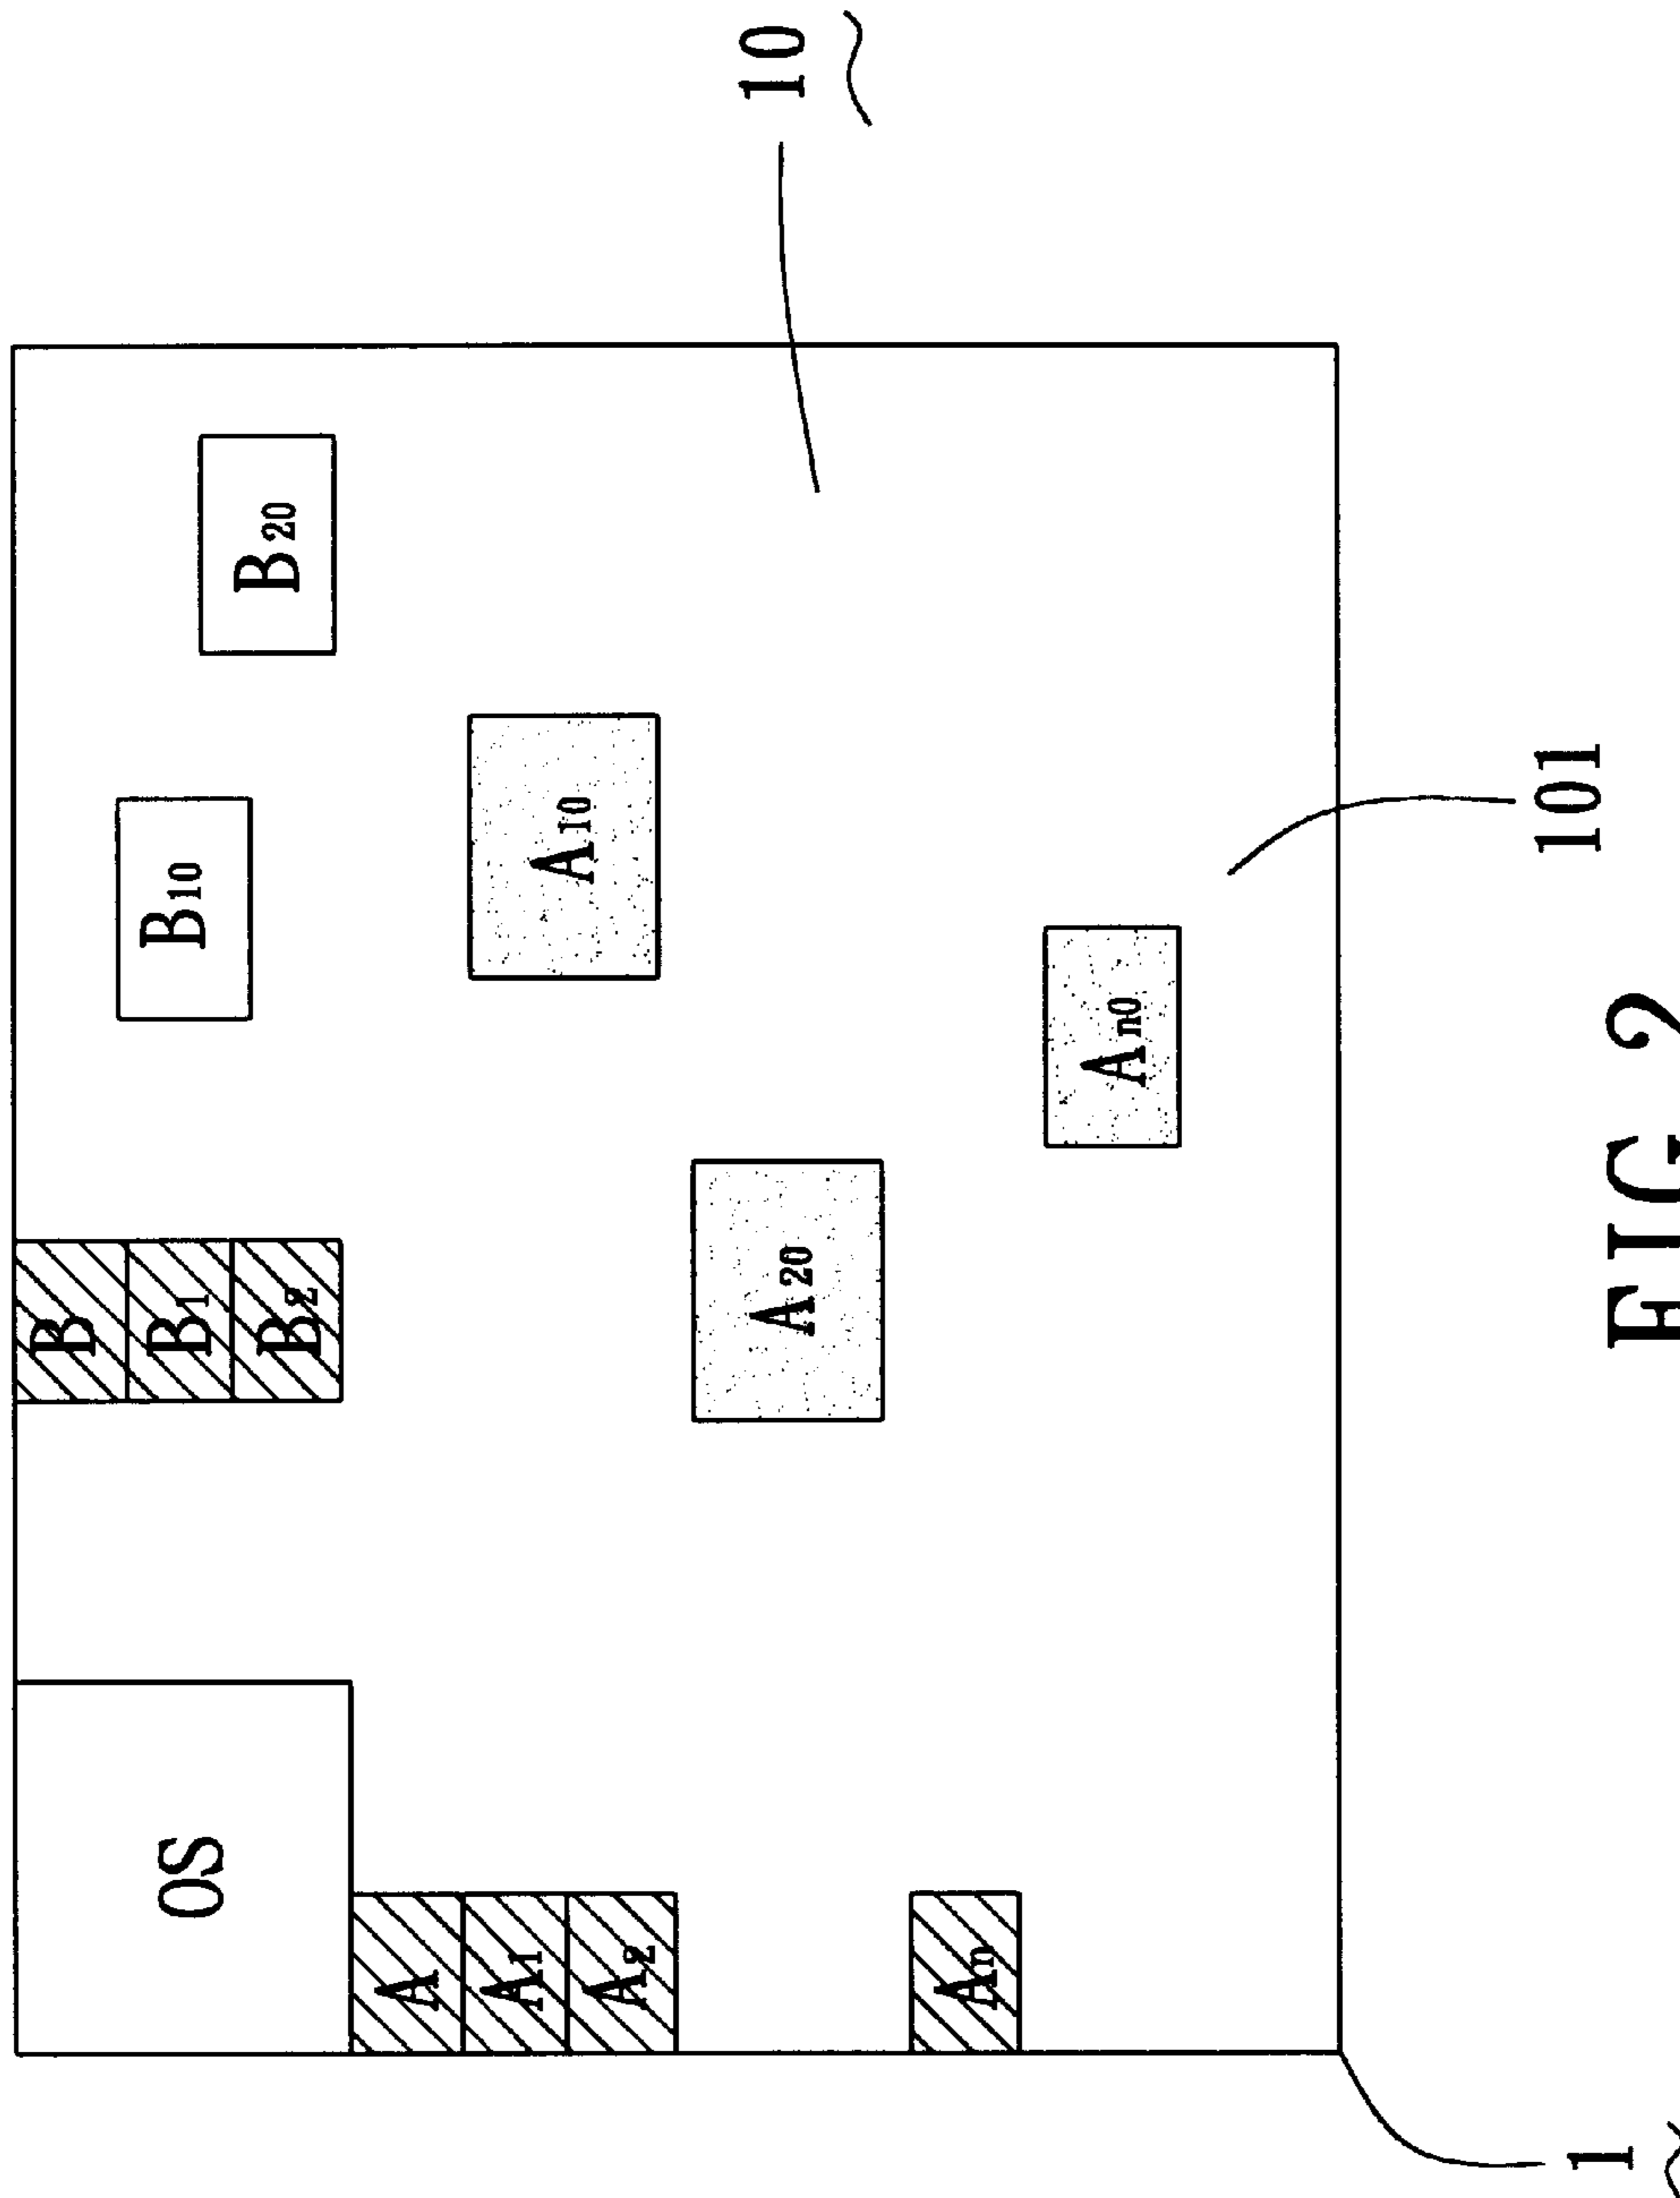 B
OS B₁ B₁₀
B₂ B₂₀
A
A₁ A₁₀
A₂
A₂₀ 10
Aₙ
Aₙ₀
101
1
FIG 2